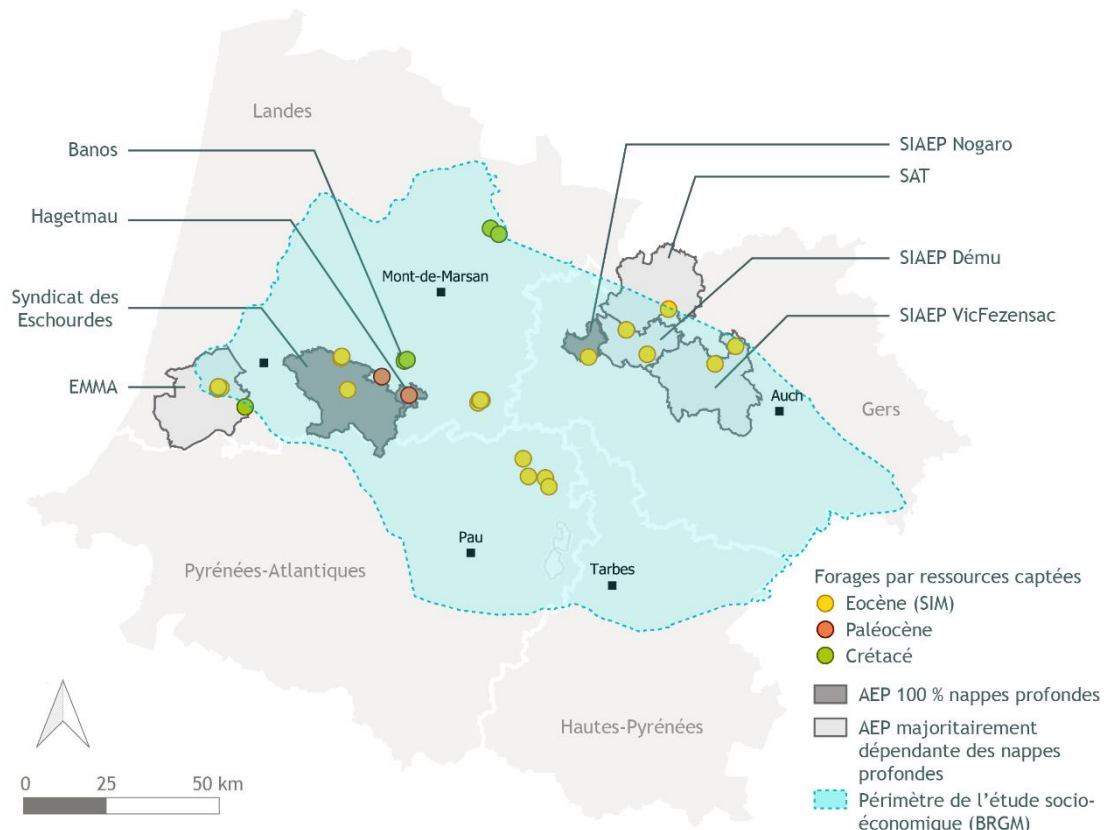 Landes
Banos
Hagetmau
Syndicat des
Eschourdes
EMMA
Mont-de-Marsan
SIAEP Nogaro
SAT
SIAEP Dému
SIAEP VicFezensac
Auch
Gers
Pau
Tarbes
Pyrénées-Atlantiques
Hautes-Pyrénées
0 25 50 km
Forages par ressources captées
Eocène (SIM)
Paléocène
Crétacé
AEP 100 % nappes profondes
AEP majoritairement
dépendante des nappes
profondes
Périmètre de l'étude socio-
économique (BRGM)